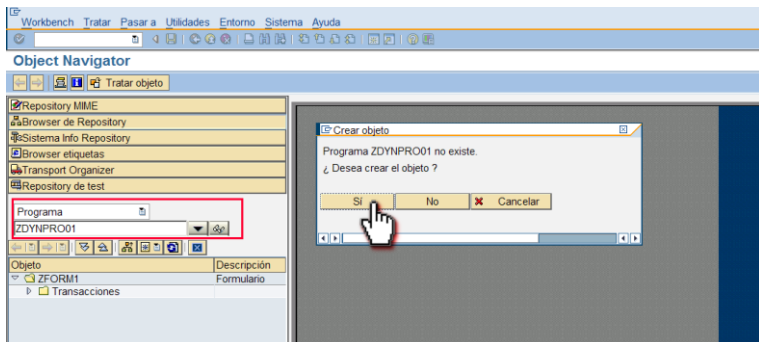 Workbench Tratar Pasar a Utilidades Entorno Sistema Ayuda
Object Navigator
Tratar objeto
Repository MIME
Browser de Repository
Sistema Info Repository
Browser etiquetas
Transport Organizer
Repository de test
Programa
ZDYNPRO01
Objeto Descripción
ZFORM1 Formulario
Transacciones
Crear objeto
Programa ZDYNPRO01 no existe.
¿ Desea crear el objeto ?
Sí No Cancelar